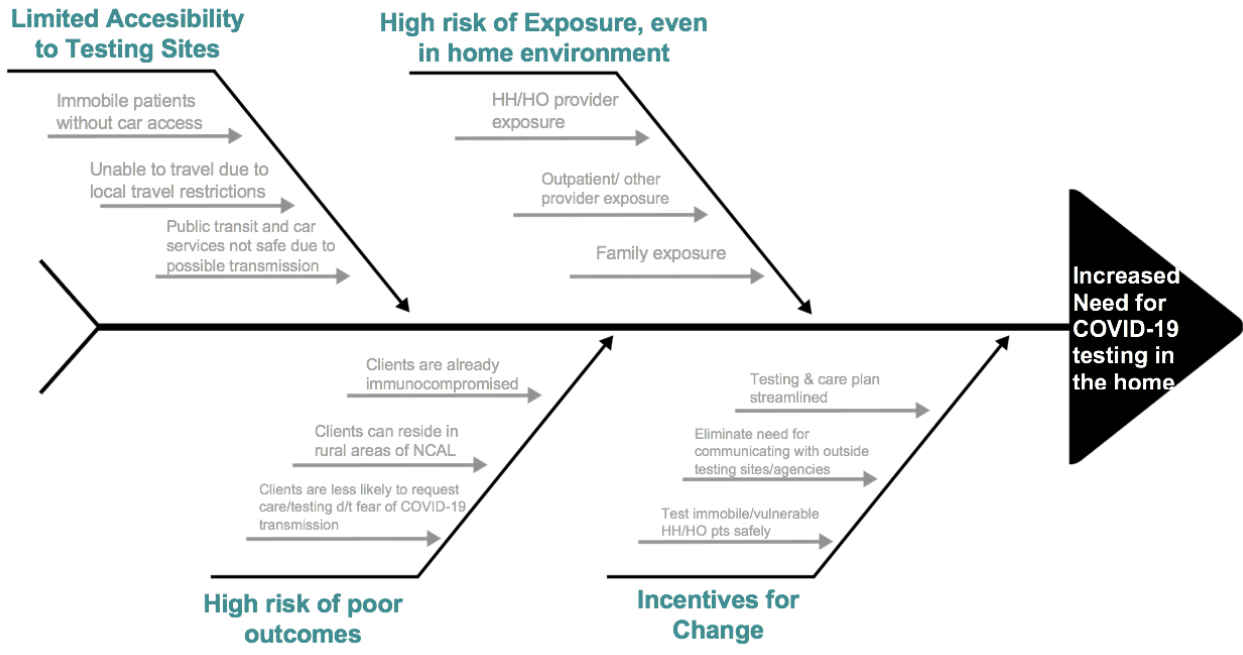 Limited Accesibility
to Testing Sites
Immobile patients
without car access
Unable to travel due to
local travel restrictions
Public transit and car
services not safe due to
possible transmission
High risk of Exposure, even
in home environment
HH/HO provider
exposure
Outpatient/ other
provider exposure
Family exposure
Increased
Need for
COVID-19
testing in
the home
Clients are already
immunocompromised
Clients can reside in
rural areas of NCAL
Clients are less likely to request
care/testing d/t fear of COVID-19
transmission
High risk of poor
outcomes
Testing & care plan
streamlined
Eliminate need for
communicating with outside
testing sites/agencies
Test immobile/vulnerable
HH/HO pts safely
Incentives for
Change